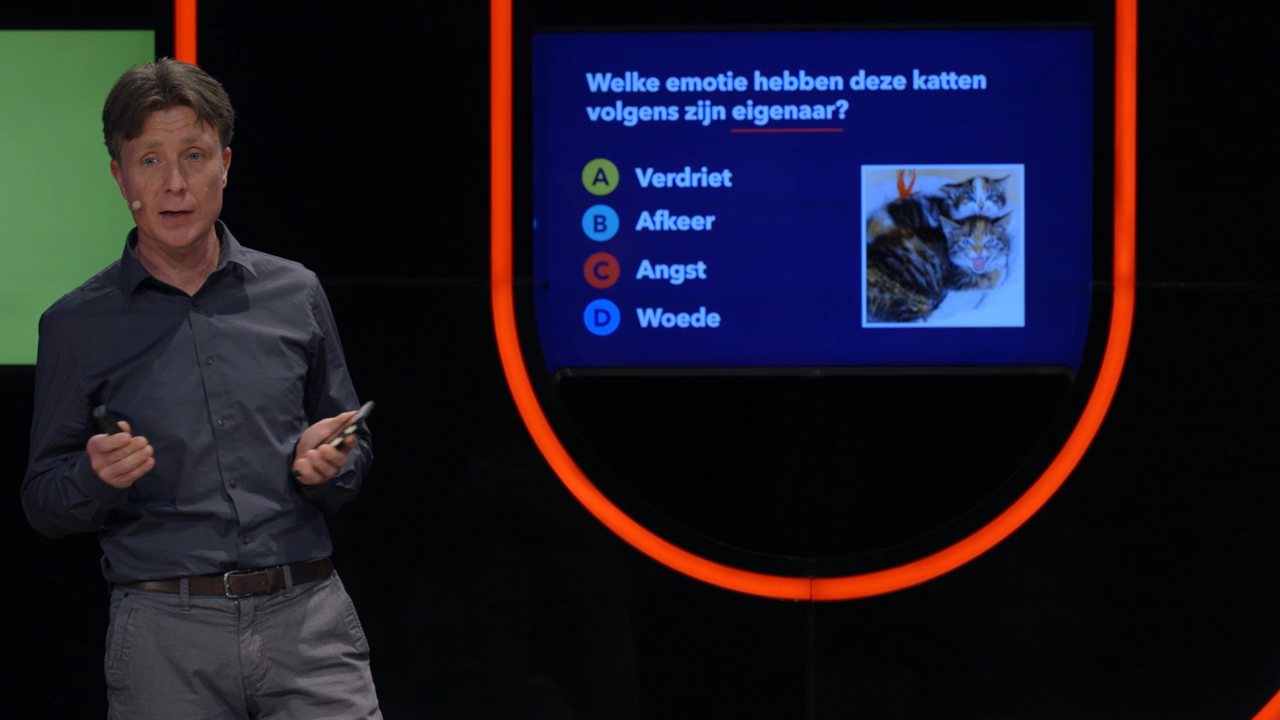 Welke emotie hebben deze katten
volgens zijn eigenaar?
A Verdriet
B Afkeer
C Angst
D Woede